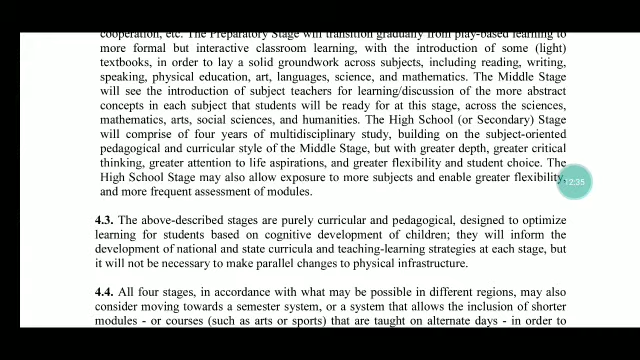 cooperation, etc. The Preparatory Stage will transition gradually from play-based learning to
more formal but interactive classroom learning, with the introduction of some (light)
textbooks, in order to lay a solid groundwork across subjects, including reading, writing,
speaking, physical education, art, languages, science, and mathematics. The Middle Stage
will see the introduction of subject teachers for learning/discussion of the more abstract
concepts in each subject that students will be ready for at this stage, across the sciences,
mathematics, arts, social sciences, and humanities. The High School (or Secondary) Stage
will comprise of four years of multidisciplinary study, building on the subject-oriented
pedagogical and curricular style of the Middle Stage, but with greater depth, greater critical
thinking, greater attention to life aspirations, and greater flexibility and student choice. The
High School Stage may also allow exposure to more subjects and enable greater flexibility,
12:35
and more frequent assessment of modules.
4.3. The above-described stages are purely curricular and pedagogical, designed to optimize
learning for students based on cognitive development of children; they will inform the
development of national and state curricula and teaching-learning strategies at each stage, but
it will not be necessary to make parallel changes to physical infrastructure.
4.4. All four stages, in accordance with what may be possible in different regions, may also
consider moving towards a semester system, or a system that allows the inclusion of shorter
modules - or courses (such as arts or sports) that are taught on alternate days - in order to